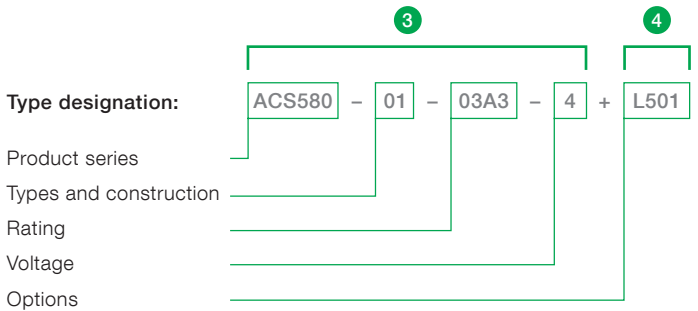 3 4
Type designation: ACS580 – 01 – 03A3 – 4 + L501
Product series
Types and construction
Rating
Voltage
Options